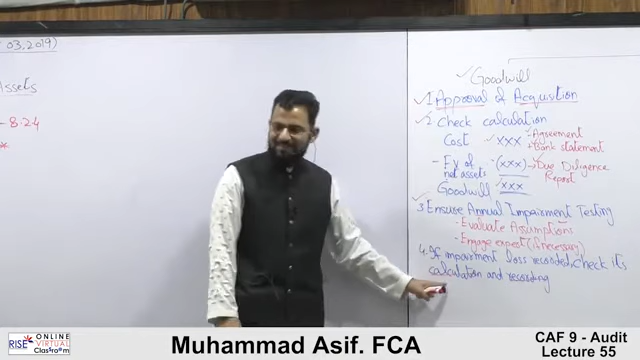 03, 2019)
Assets
- 8.24
Goodwill
1 Approval of Acquisition
2 Check calculation
Cost xxx - Agreement
- Bank statement
- FV of net assets (xxx) - Due Diligence Report
Goodwill xxx
3 Ensure Annual Impairment Testing
- Evaluate Assumptions
- Engage expert (if necessary)
4. If impairment loss recorded, check its
calculation and recording
RISE ONLINE VIRTUAL Classroom
Muhammad Asif. FCA
CAF 9 - Audit
Lecture 55